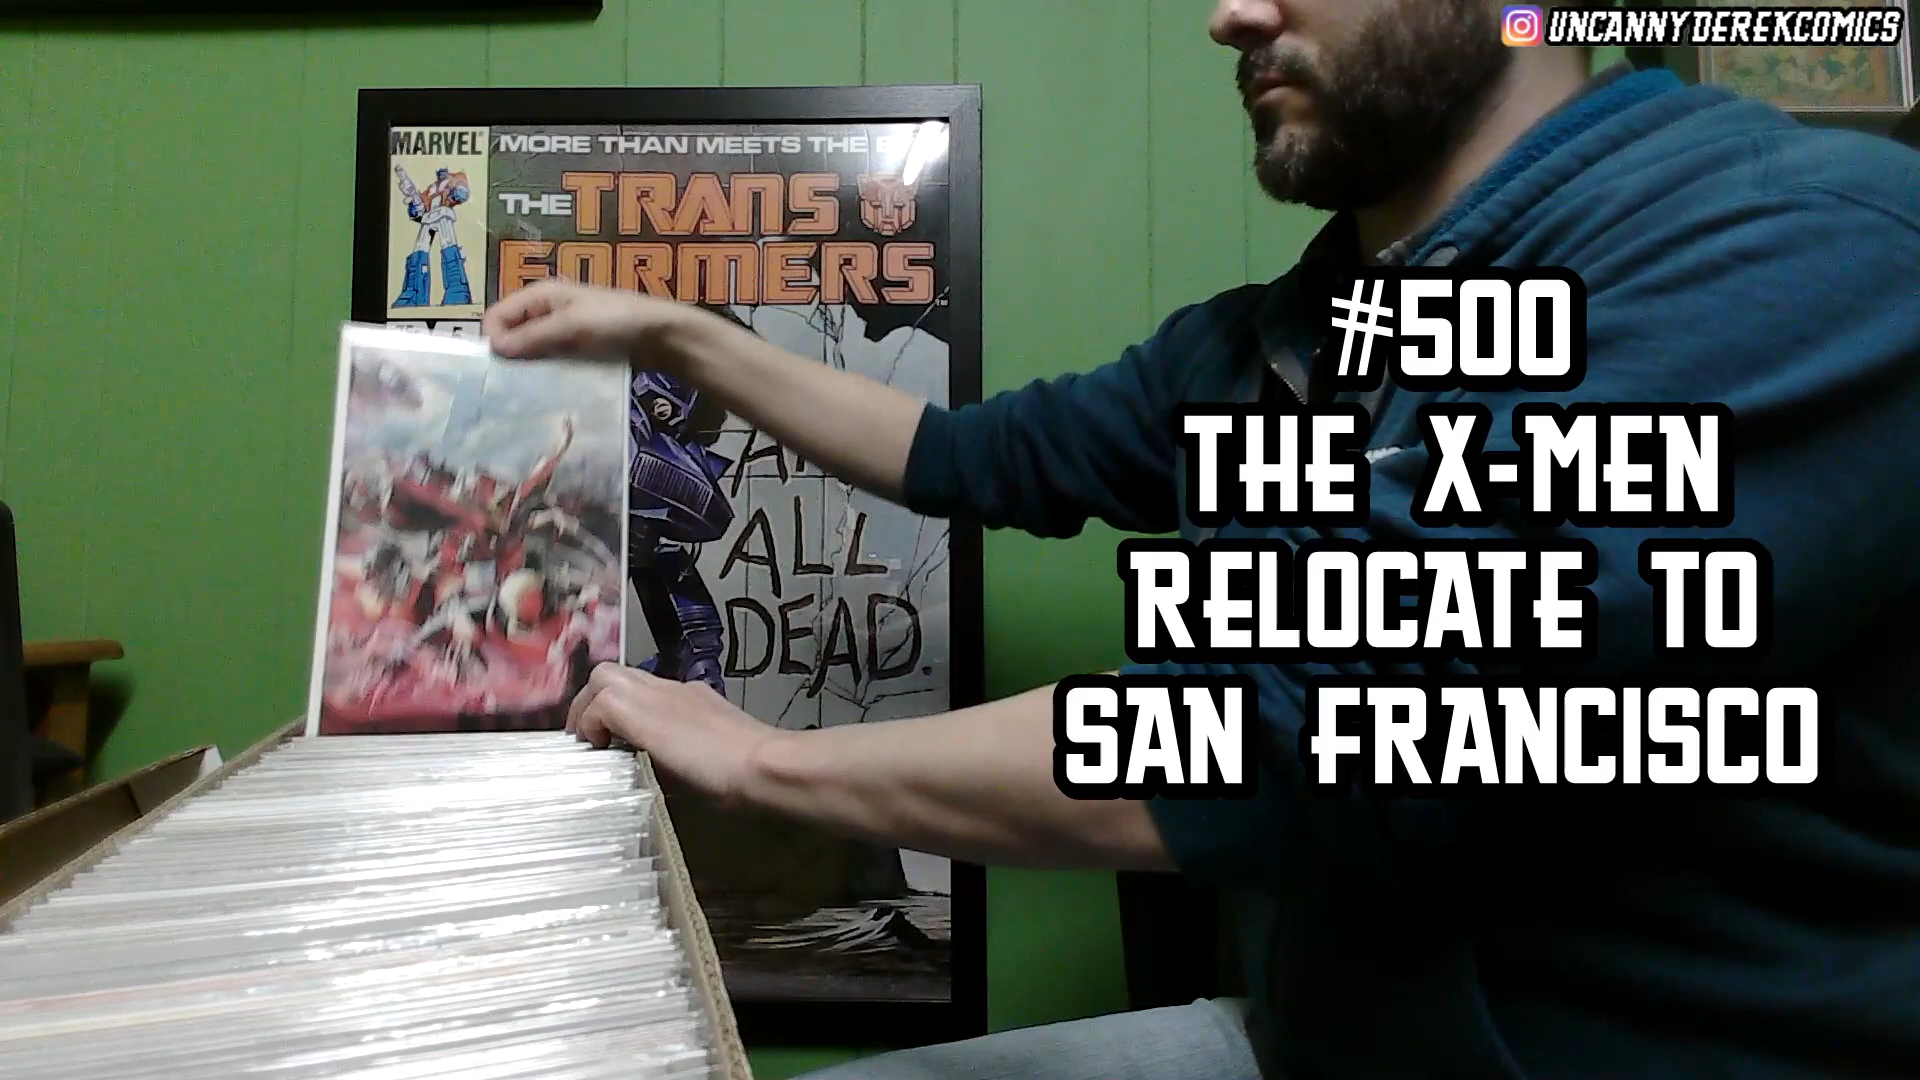 UNCANNYDEREKCOMICS
MARVEL
MORE THAN MEETS THE
THE TRANS
FORMERS
ALL
DEAD.
#500
THE X-MEN
RELOCATE TO
SAN FRANCISCO